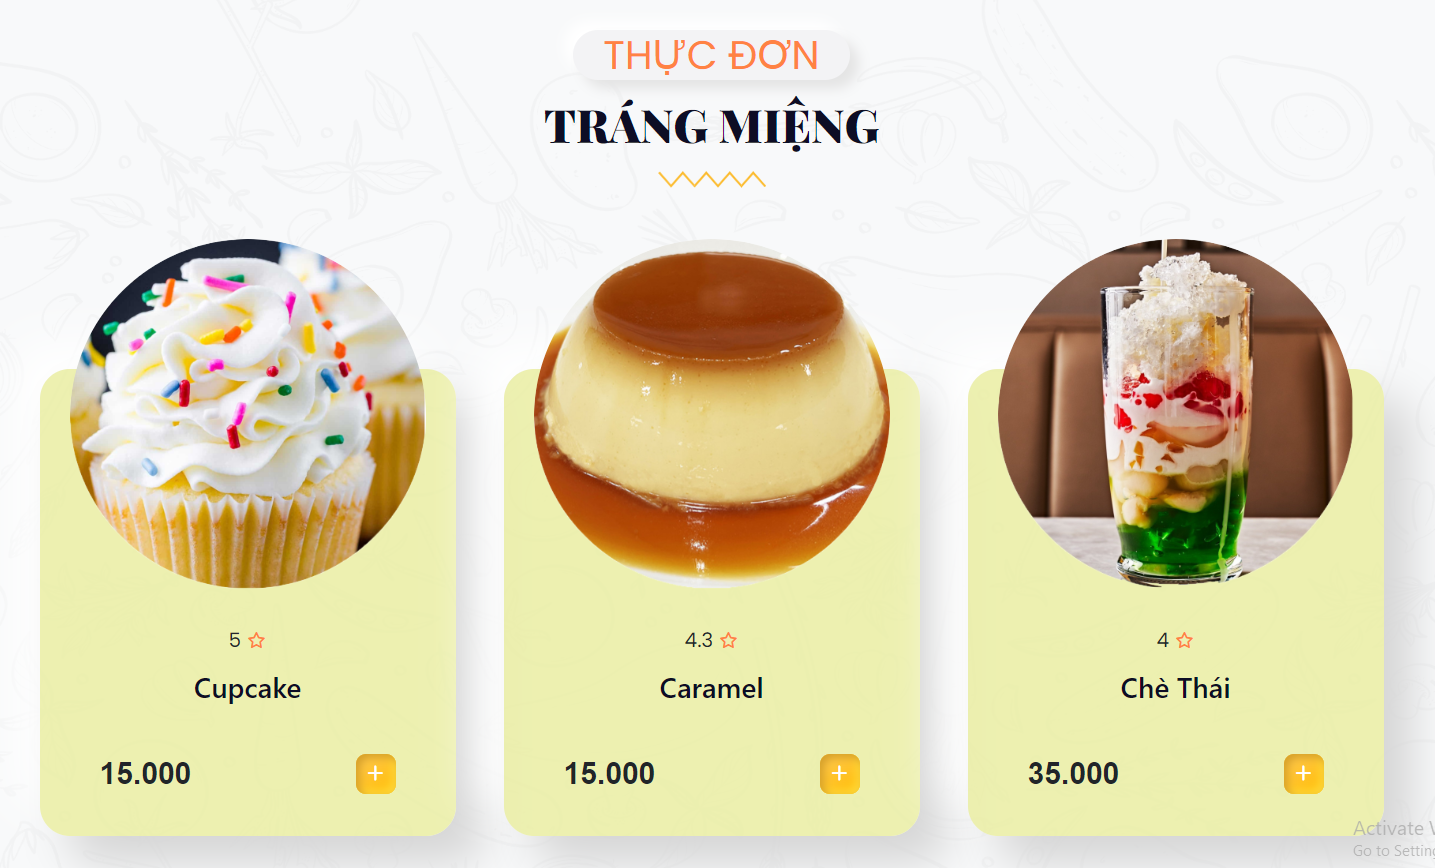 THỰC ĐƠN
TRÁNG MIỆNG
5
Cupcake
15.000 +
4.3
Caramel
15.000 +
4
Chè Thái
35.000 +
Activate
Go to